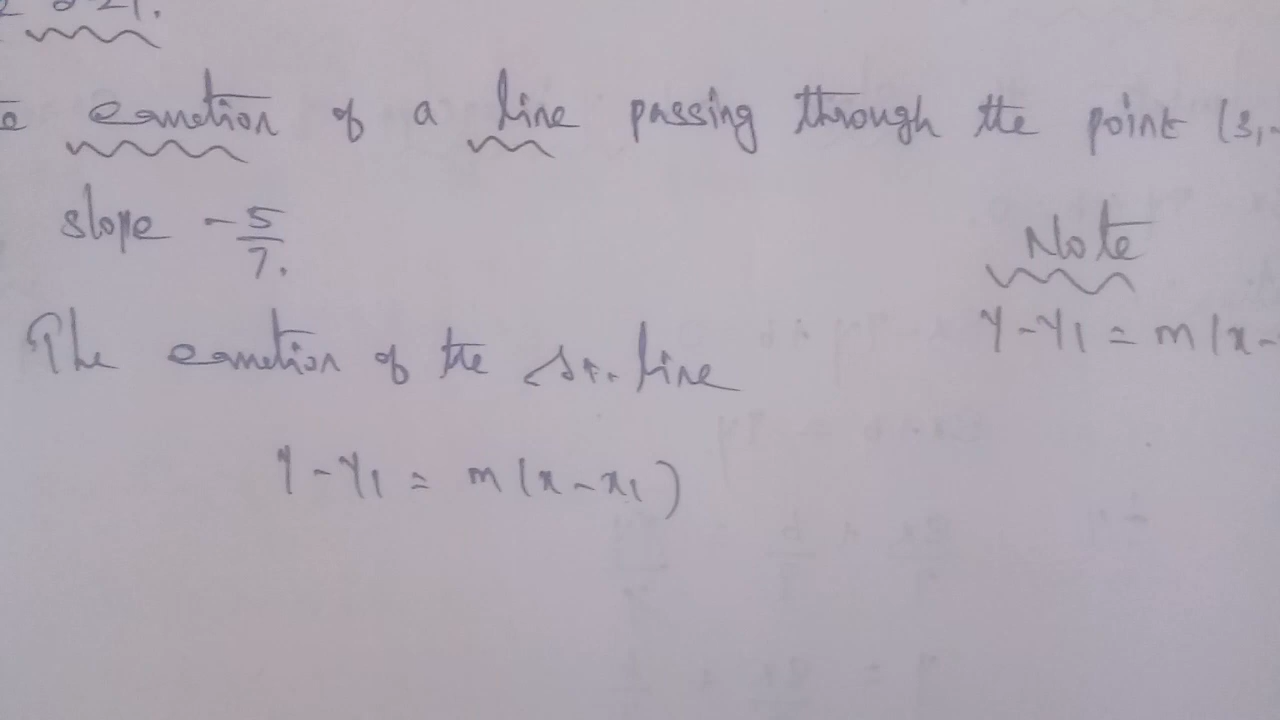 equation of a line passing through the point (3,-
slope -5/7.
Note
y-y1 = m(x-
The equation of the st. line
y-y1 = m(x-x1)